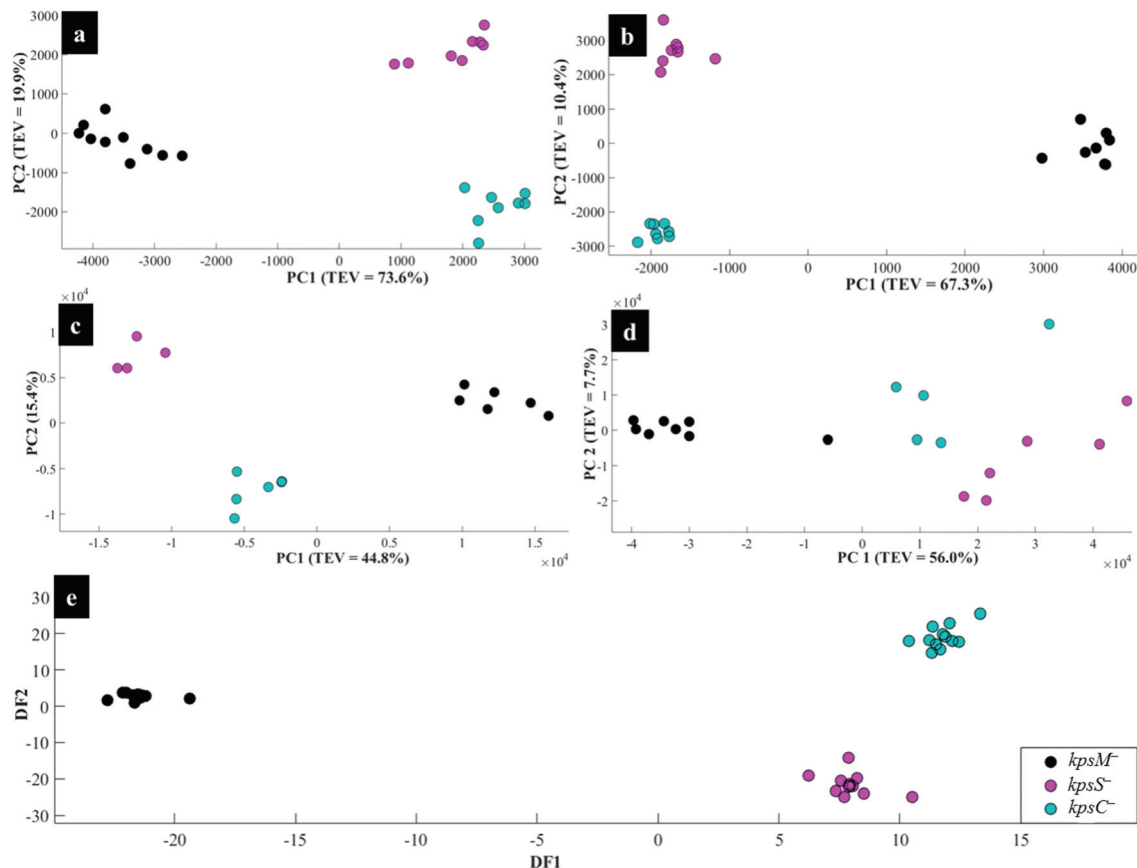 a
3000
2000
1000
0
-1000
-2000
PC2 (TEV = 19.9%)
-4000 -3000 -2000 -1000 0 1000 2000 3000
PC1 (TEV = 73.6%)
b
3000
2000
1000
0
-1000
-2000
-3000
PC2 (TEV = 10.4%)
-2000 -1000 0 1000 2000 3000 4000
PC1 (TEV = 67.3%)
c
×10⁴
1
0.5
0
-0.5
-1
PC2 (15.4%)
-1.5 -1 -0.5 0 0.5 1 1.5
×10⁴
PC1 (TEV = 44.8%)
d
×10⁴
3
2
1
0
-1
-2
PC 2 (TEV = 7.7%)
-4 -3 -2 -1 0 1 2 3 4
×10⁴
PC 1 (TEV = 56.0%)
e
30
20
10
0
-10
-20
-30
DF2
-20 -15 -10 -5 0 5 10 15
DF1
kpsM⁻
kpsS⁻
kpsC⁻